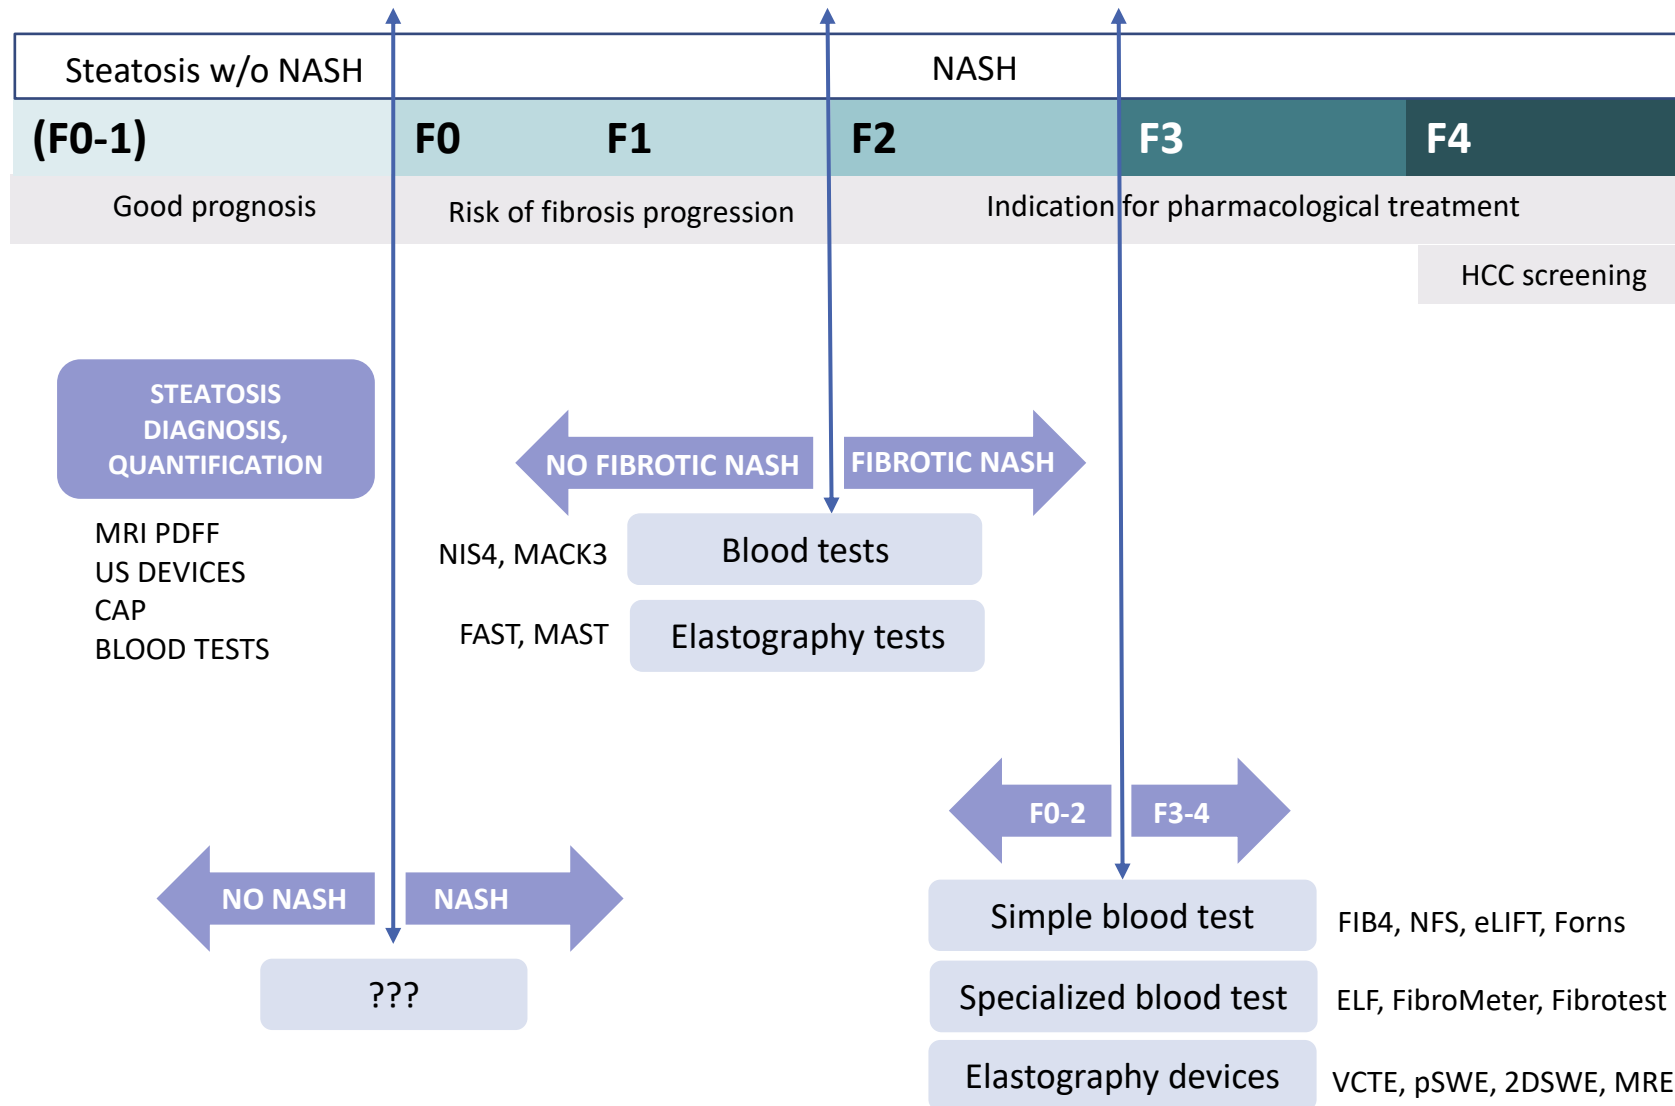 Steatosis w/o NASH NASH
(F0-1) F0 F1 F2 F3 F4
Good prognosis Risk of fibrosis progression Indication for pharmacological treatment
HCC screening
STEATOSIS
DIAGNOSIS,
QUANTIFICATION
MRI PDFF
US DEVICES
CAP
BLOOD TESTS
NO FIBROTIC NASH FIBROTIC NASH
NIS4, MACK3 Blood tests
FAST, MAST Elastography tests
F0-2 F3-4
NO NASH NASH
???
Simple blood test FIB4, NFS, eLIFT, Forns
Specialized blood test ELF, FibroMeter, Fibrotest
Elastography devices VCTE, pSWE, 2DSWE, MRE